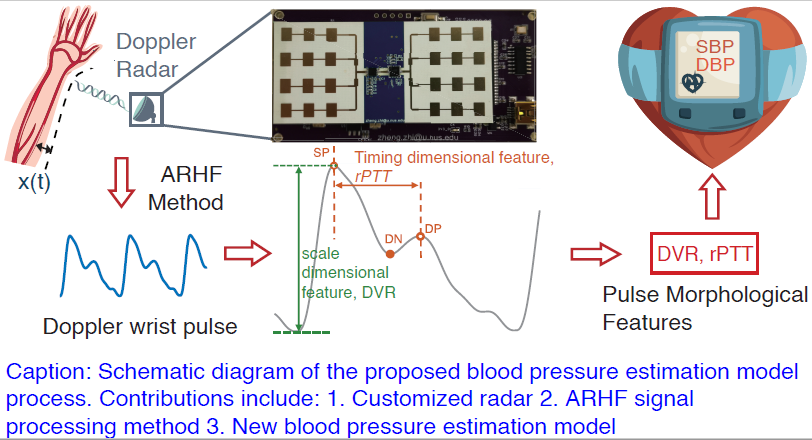 Doppler
Radar
zheng.zhi@u.nus.edu
SBP
DBP
x(t)
ARHF
Method
SP
Timing dimensional feature,
rPTT
DN
DP
scale
dimensional
feature, DVR
DVR, rPTT
Doppler wrist pulse
Pulse Morphological
Features
Caption: Schematic diagram of the proposed blood pressure estimation model
process. Contributions include: 1. Customized radar 2. ARHF signal
processing method 3. New blood pressure estimation model